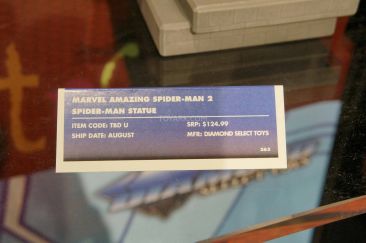 MARVEL AMAZING SPIDER-MAN 2
SPIDER-MAN STATUE
ITEM CODE: TBD U SRP: $124.99
SHIP DATE: AUGUST MFR: DIAMOND SELECT TOYS